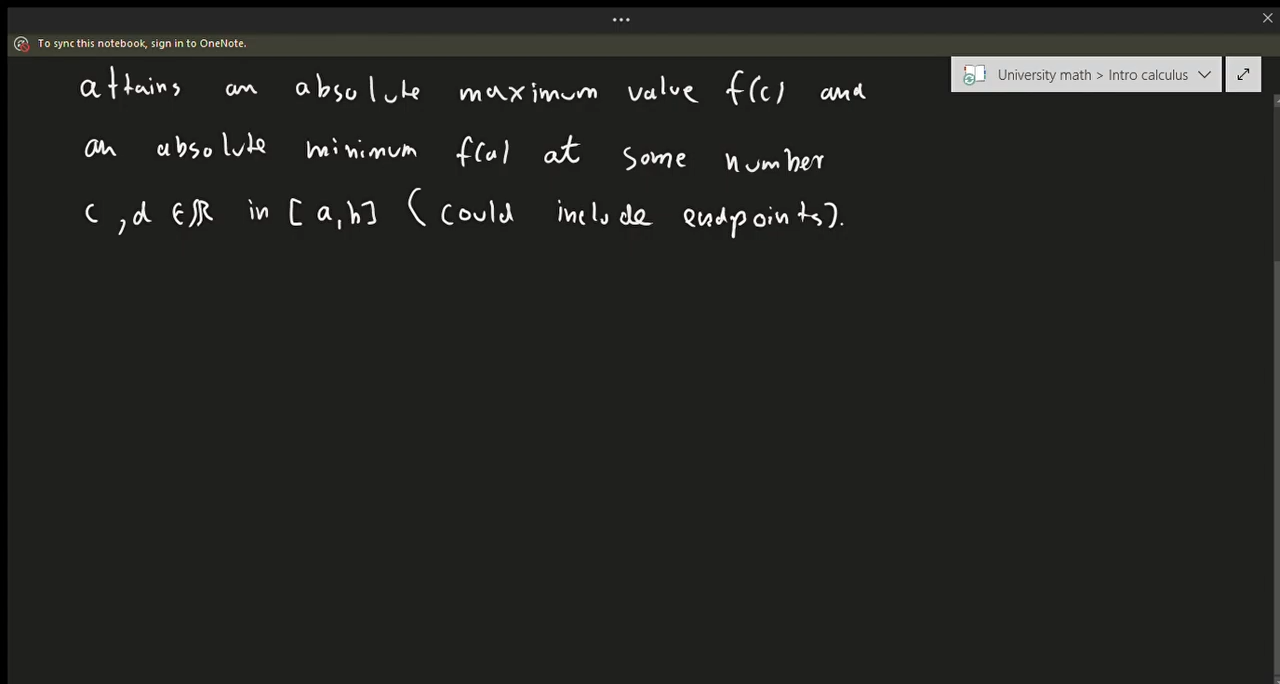 To sync this notebook, sign in to OneNote.
University math > Intro calculus
attains an absolute maximum value f(c) and
an absolute minimum f(a) at some number
c, d ∈ ℝ in [a,b] (could include endpoints).